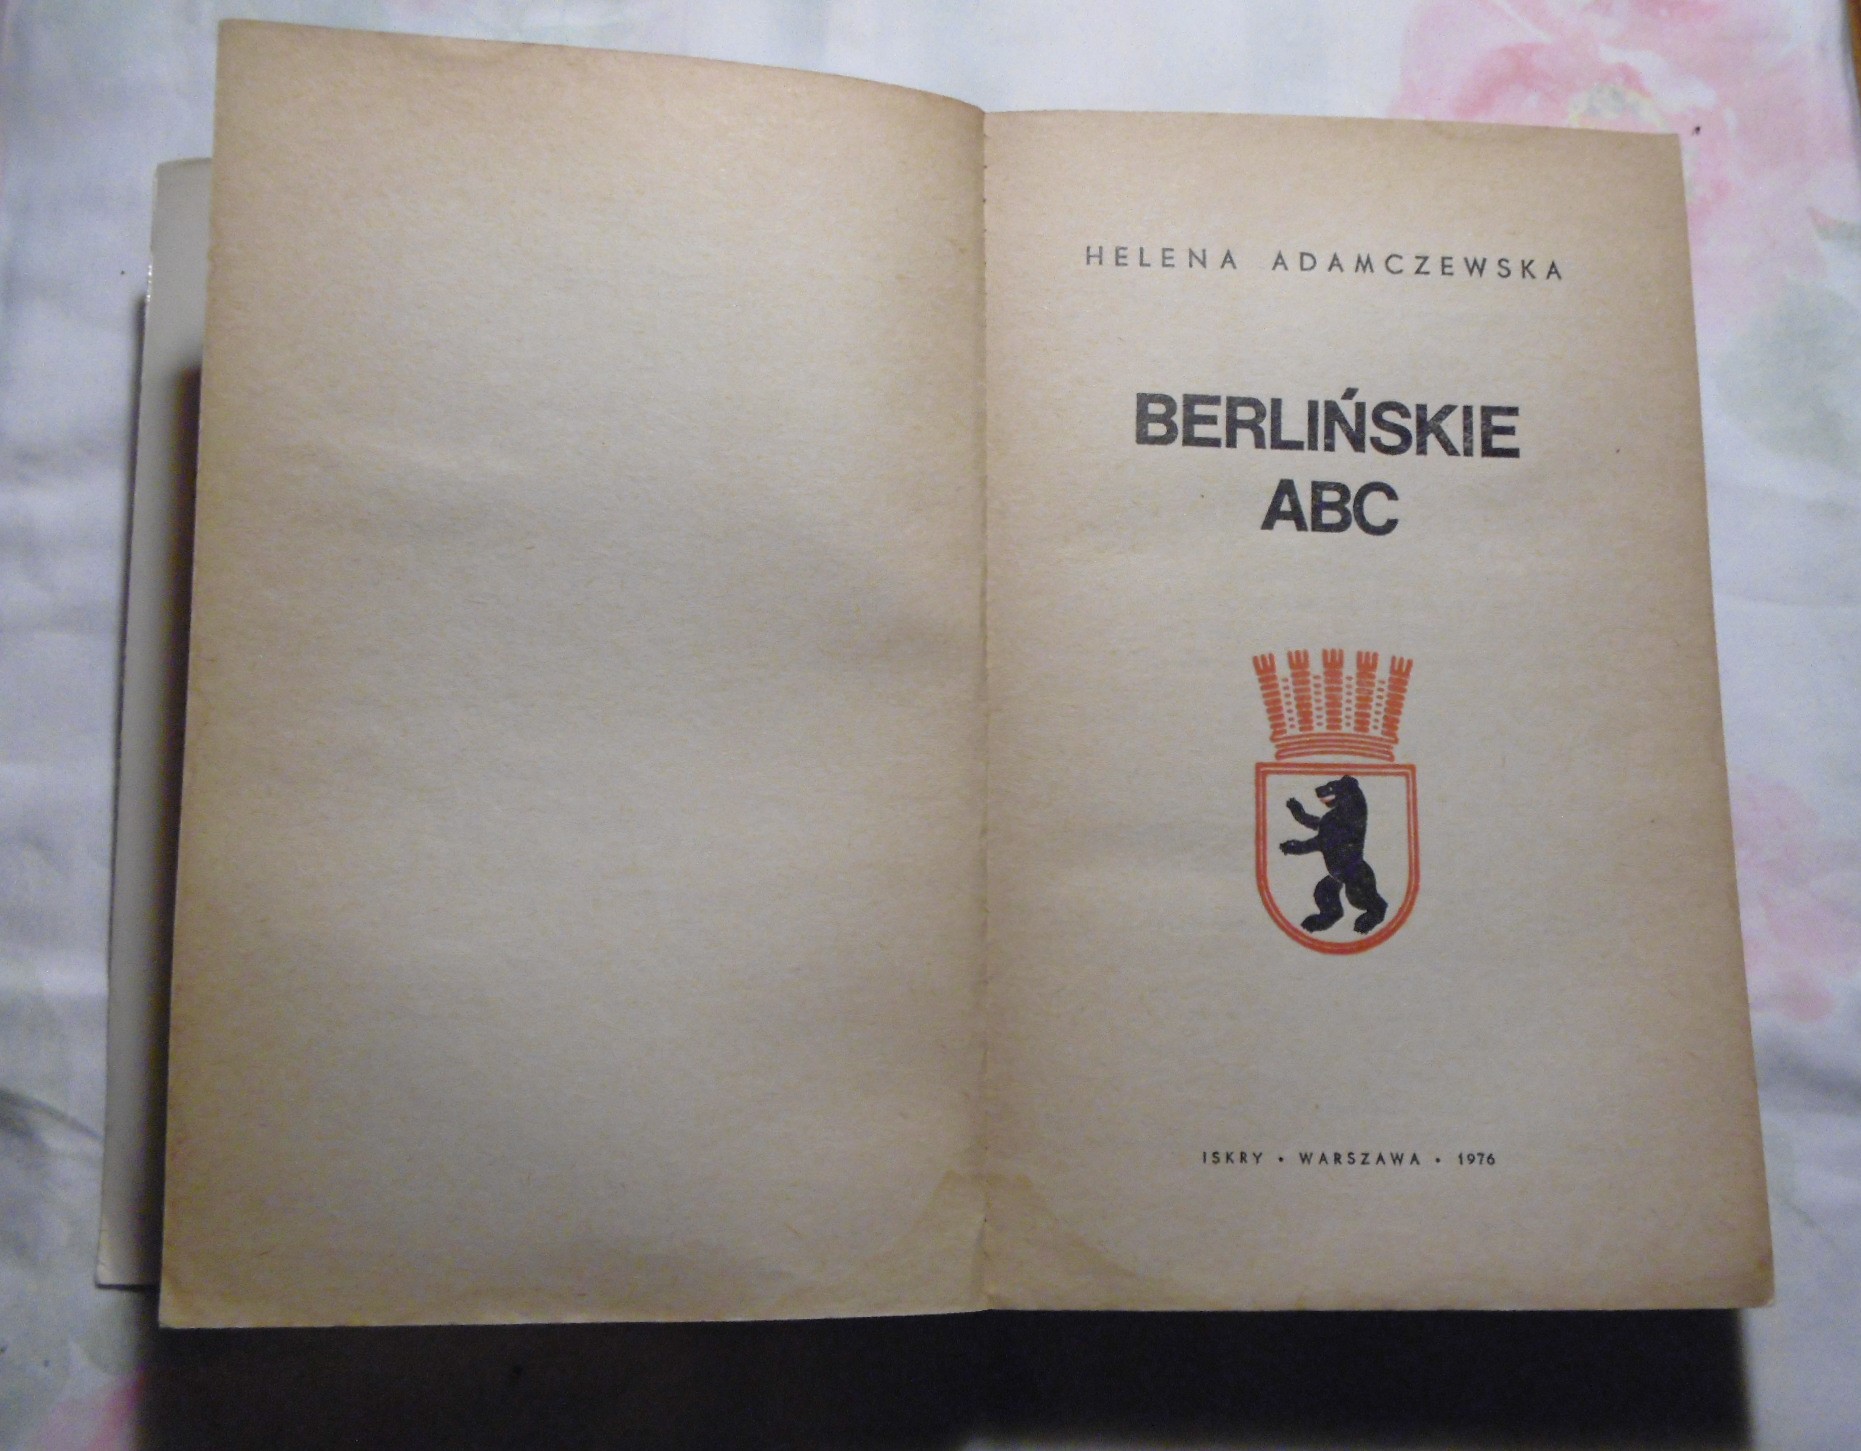 HELENA ADAMCZEWSKA
BERLIŃSKIE
ABC
ISKRY • WARSZAWA • 1976